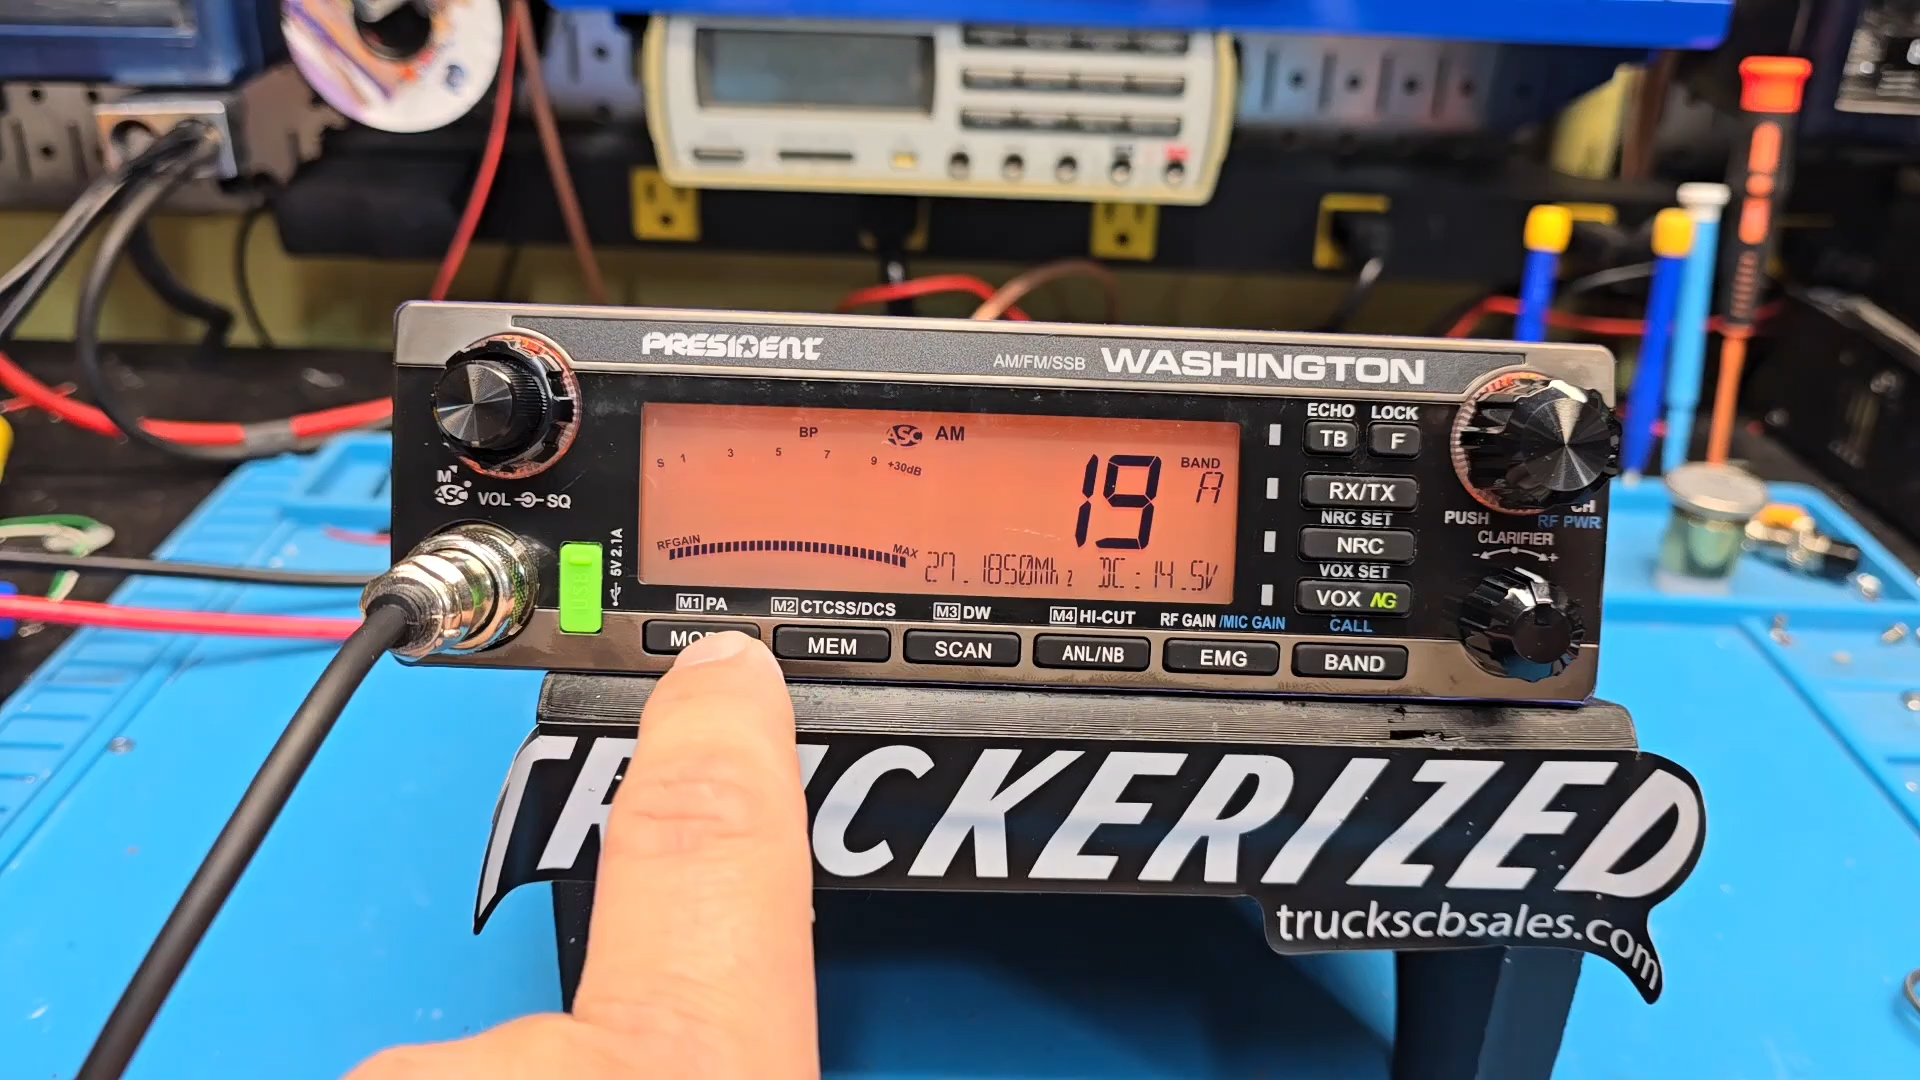 PRESIDENT
AM/FM/SSB WASHINGTON
ECHO LOCK
TB F
BP ASC AM
S 1 3 5 7 9 +30dB
19
BAND
A
RX/TX
NRC SET
NRC
VOX SET
VOX NG
CALL
M
ASC VOL SQ
5V 2.1A
USB
RFGAIN MAX
27.1850MHz DC:14.5V
CH
PUSH RF PWR
CLARIFIER
- +
M1 PA M2 CTCSS/DCS M3 DW M4 HI-CUT RF GAIN /MIC GAIN
MEM SCAN ANL/NB EMG BAND
TRUCKERIZED
truckscbsales.com